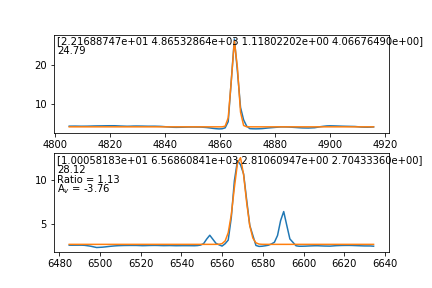 [2.21688747e+01 4.86532864e+03 1.11802202e+00 4.06676490e+00]
24.79
20
10
4800 4820 4840 4860 4880 4900 4920
[1.00058183e+01 6.56860841e+03 2.81060947e+00 2.70433360e+00]
28.12
Ratio = 1.13
Av = -3.76
10
5
6480 6500 6520 6540 6560 6580 6600 6620 6640